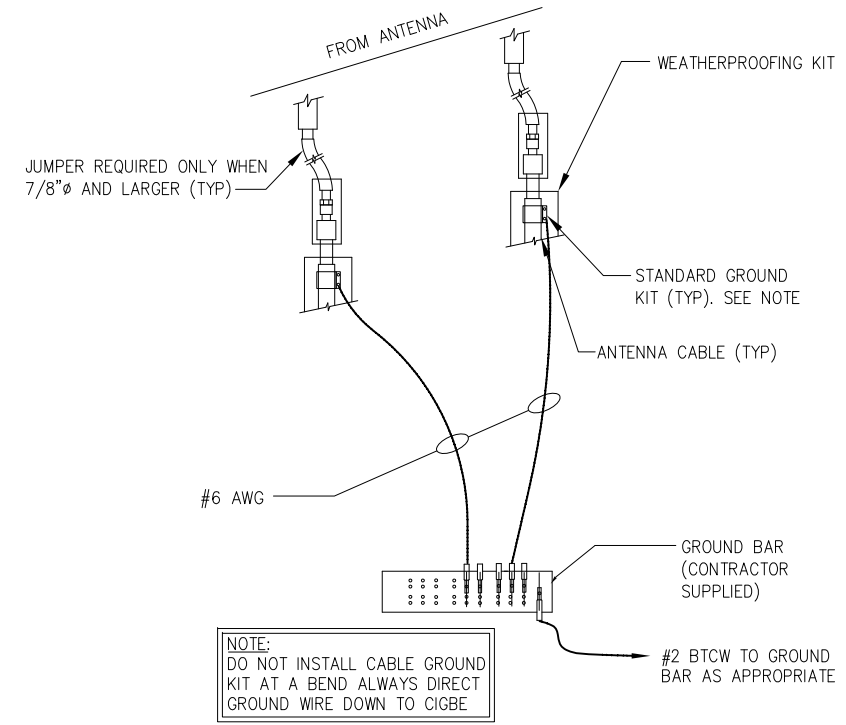 FROM ANTENNA
WEATHERPROOFING KIT
JUMPER REQUIRED ONLY WHEN
7/8"ø AND LARGER (TYP)
STANDARD GROUND
KIT (TYP). SEE NOTE
ANTENNA CABLE (TYP)
#6 AWG
GROUND BAR
(CONTRACTOR
SUPPLIED)
NOTE:
DO NOT INSTALL CABLE GROUND
KIT AT A BEND ALWAYS DIRECT
GROUND WIRE DOWN TO CIGBE
#2 BTCW TO GROUND
BAR AS APPROPRIATE